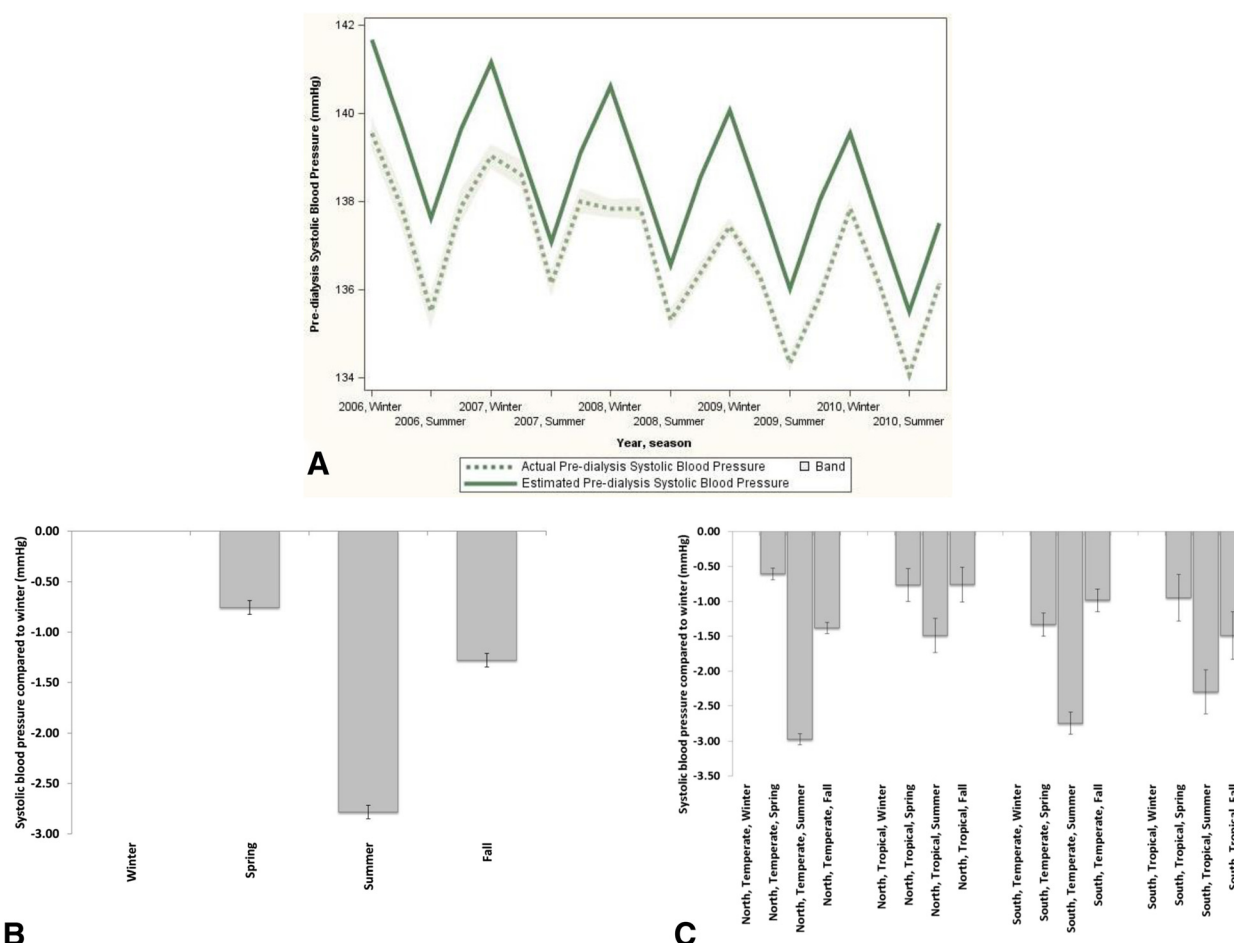 142
140
138
136
134
Pre-dialysis Systolic Blood Pressure (mmHg)
2006, Winter
2007, Winter
2008, Winter
2009, Winter
2010, Winter
2006, Summer
2007, Summer
2008, Summer
2009, Summer
2010, Summer
Year, season
Actual Pre-dialysis Systolic Blood Pressure
Band
Estimated Pre-dialysis Systolic Blood Pressure
A
Systolic blood pressure compared to winter (mmHg)
0.00
-0.50
-1.00
-1.50
-2.00
-2.50
-3.00
Winter
Spring
Summer
Fall
B
Systolic blood pressure compared to winter (mmHg)
0.00
-0.50
-1.00
-1.50
-2.00
-2.50
-3.00
-3.50
North, Temperate, Winter
North, Temperate, Spring
North, Temperate, Summer
North, Temperate, Fall
North, Tropical, Winter
North, Tropical, Spring
North, Tropical, Summer
North, Tropical, Fall
South, Temperate, Winter
South, Temperate, Spring
South, Temperate, Summer
South, Temperate, Fall
South, Tropical, Winter
South, Tropical, Spring
South, Tropical, Summer
South, Tropical, Fall
C